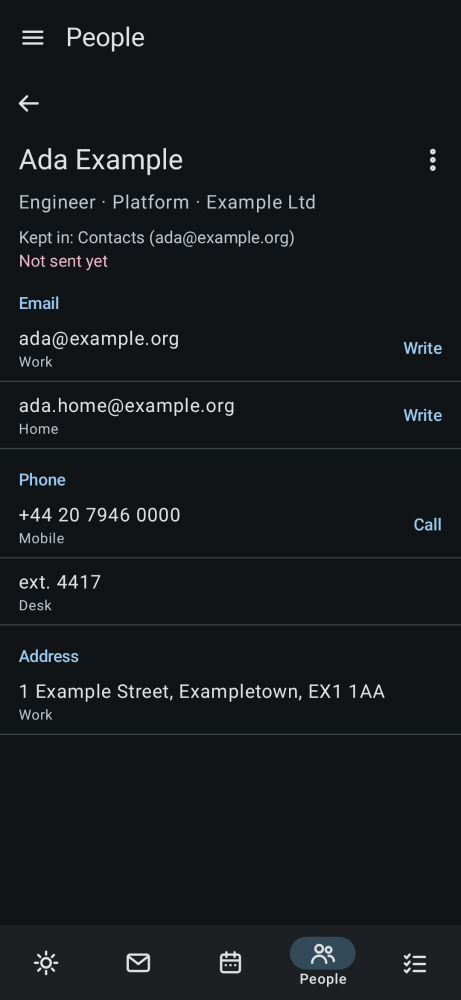 People
Ada Example
Engineer · Platform · Example Ltd
Kept in: Contacts (ada@example.org)
Not sent yet
Email
ada@example.org
Work
Write
ada.home@example.org
Home
Write
Phone
+44 20 7946 0000
Mobile
Call
ext. 4417
Desk
Address
1 Example Street, Exampletown, EX1 1AA
Work
People